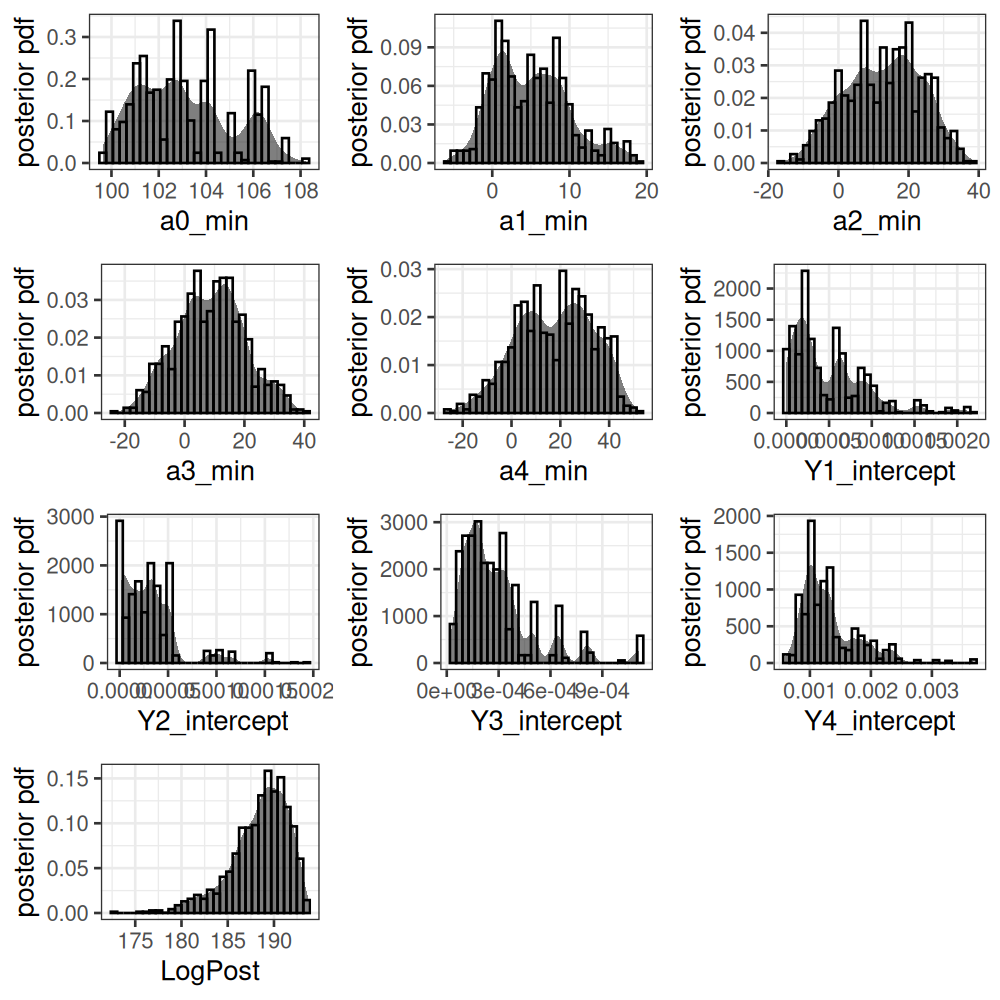 posterior pdf
0.3
0.2
0.1
0.0
100 102 104 106 108
a0_min
posterior pdf
0.09
0.06
0.03
0.00
0 10 20
a1_min
posterior pdf
0.04
0.03
0.02
0.01
0.00
-20 0 20 40
a2_min
posterior pdf
0.03
0.02
0.01
0.00
-20 0 20 40
a3_min
posterior pdf
0.03
0.02
0.01
0.00
-20 0 20 40
a4_min
posterior pdf
2000
1500
1000
500
0
Y1_intercept
posterior pdf
3000
2000
1000
0
Y2_intercept
posterior pdf
3000
2000
1000
0
Y3_intercept
posterior pdf
2000
1500
1000
500
0
0.001 0.002 0.003
Y4_intercept
posterior pdf
0.15
0.10
0.05
0.00
175 180 185 190
LogPost